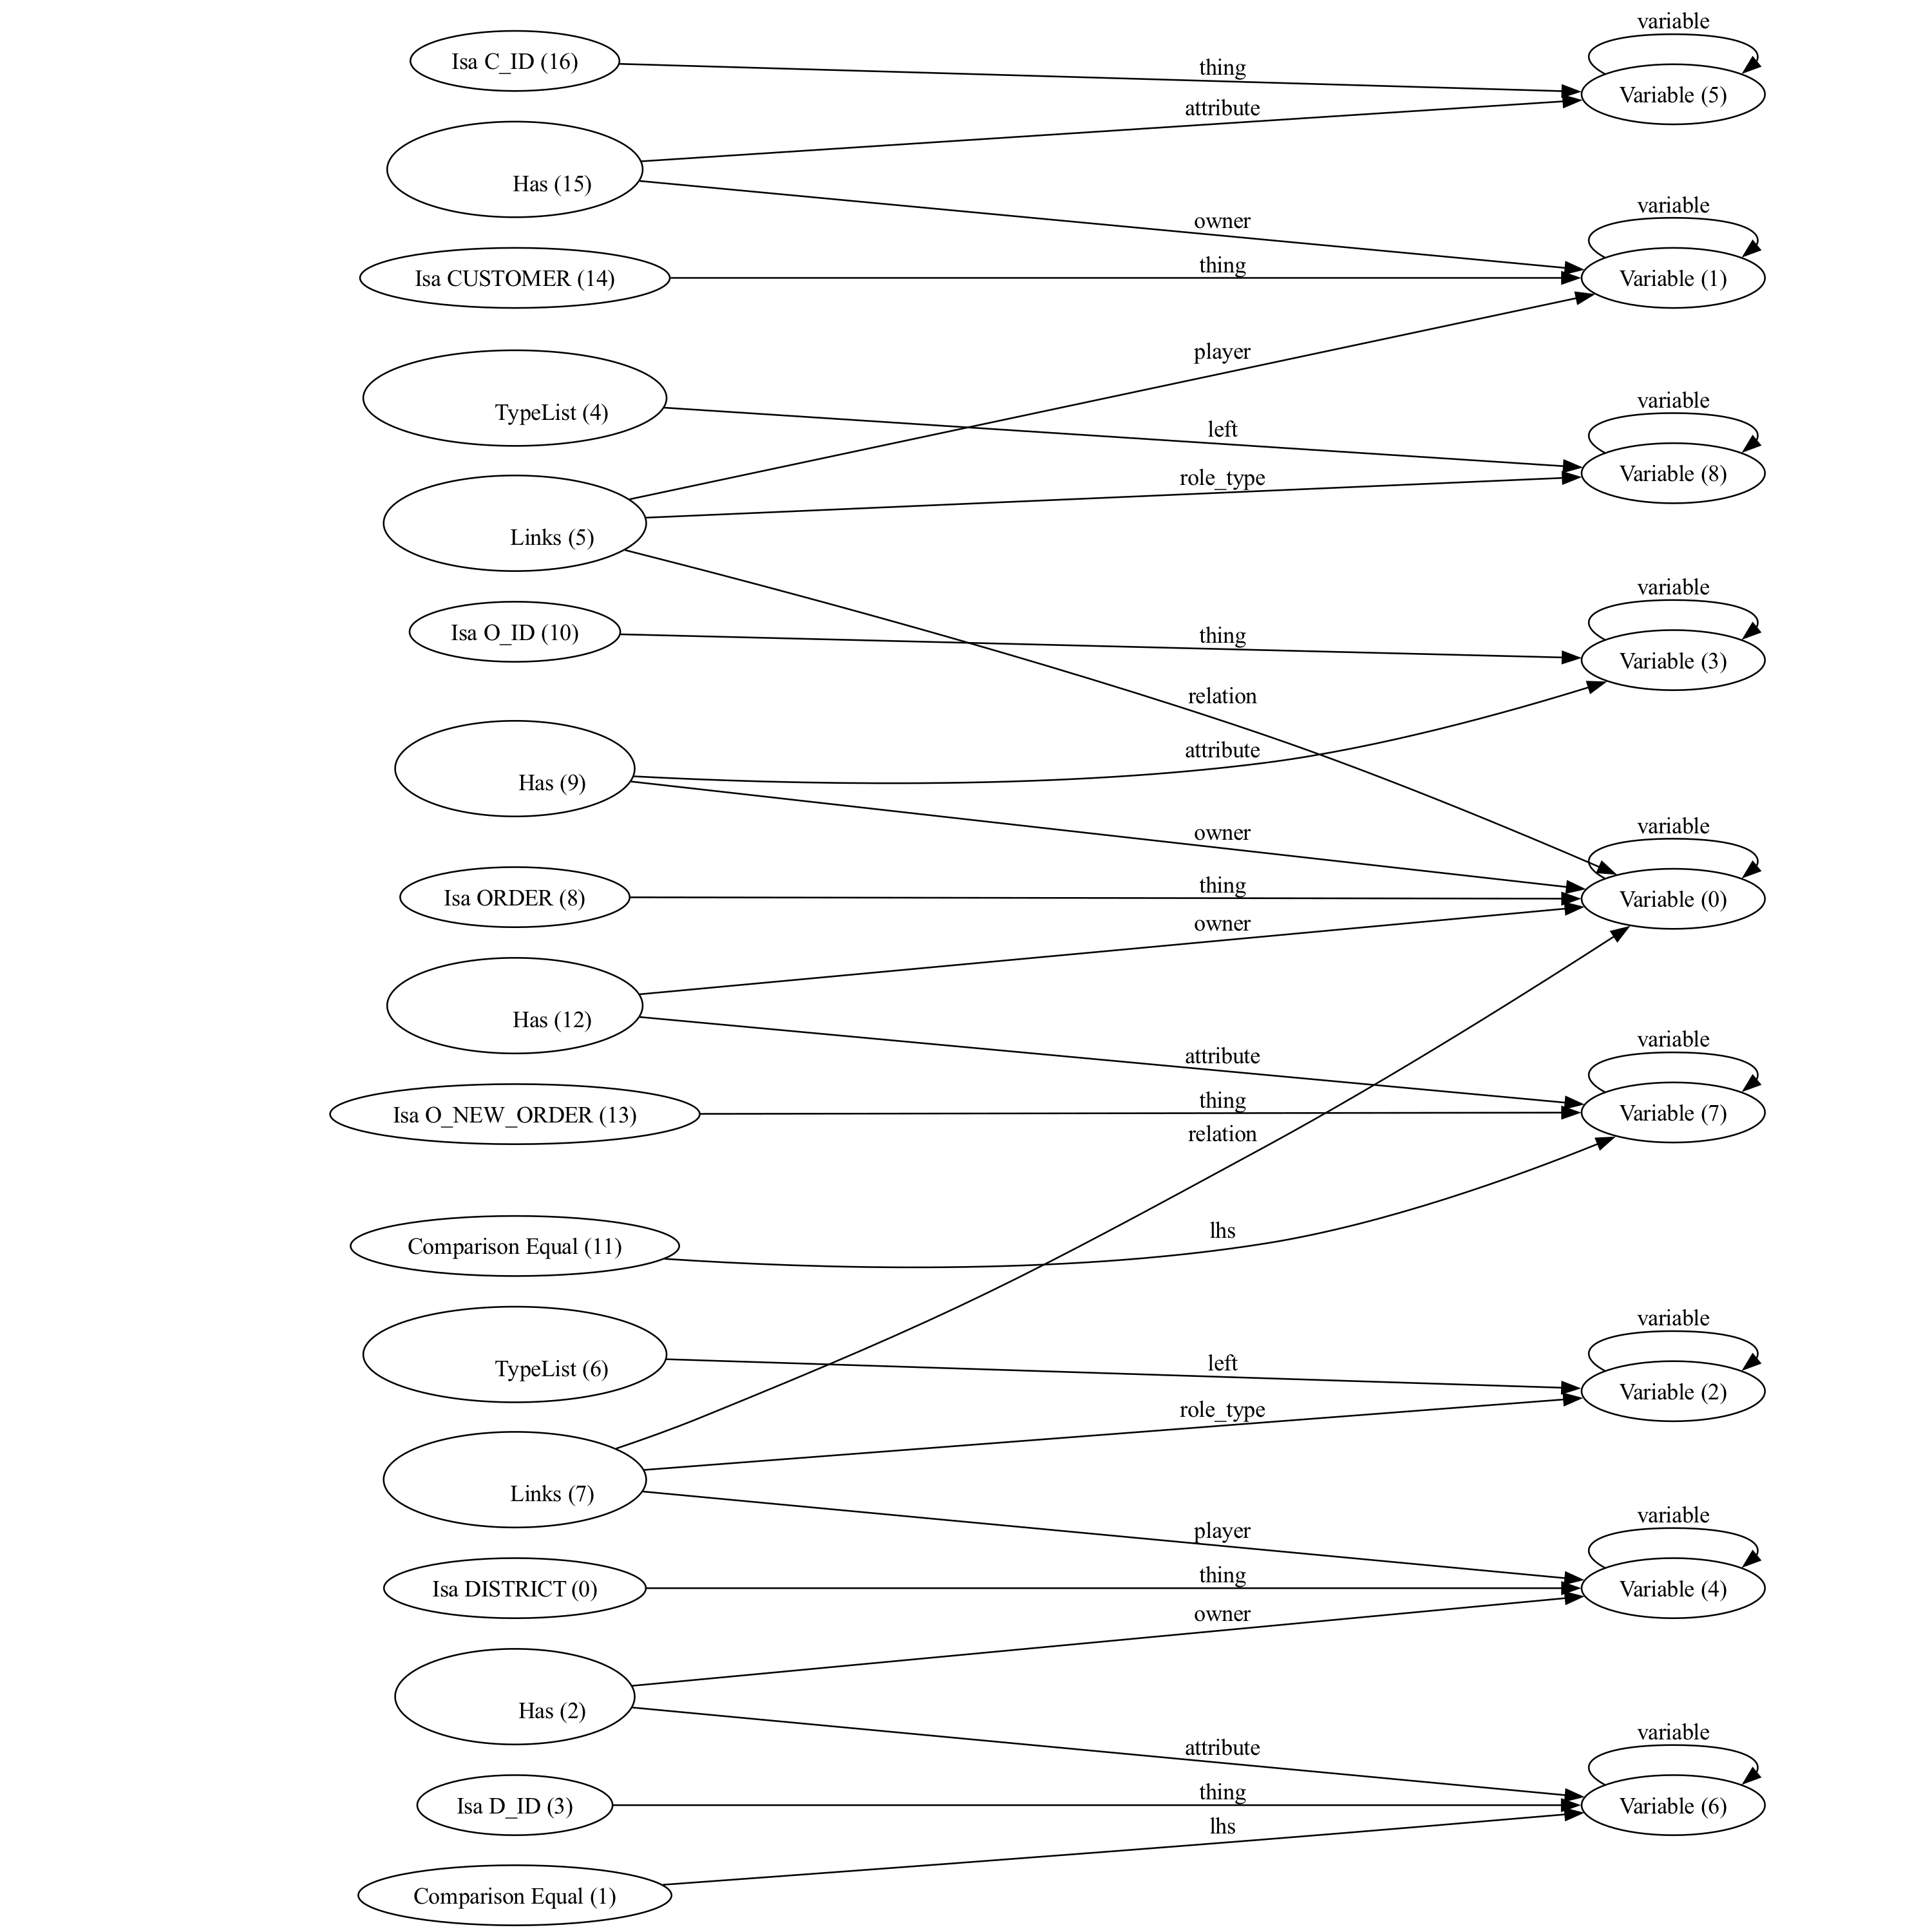 variable
Isa C_ID (16)
thing
Variable (5)
attribute
Has (15)
variable
owner
Isa CUSTOMER (14)
thing
Variable (1)
player
variable
TypeList (4)
left
Variable (8)
role_type
Links (5)
variable
Isa O_ID (10)
thing
Variable (3)
relation
attribute
Has (9)
variable
owner
Isa ORDER (8)
thing
Variable (0)
owner
Has (12)
variable
attribute
Isa O_NEW_ORDER (13)
thing
Variable (7)
relation
lhs
Comparison Equal (11)
variable
TypeList (6)
left
Variable (2)
role_type
Links (7)
variable
player
Isa DISTRICT (0)
thing
Variable (4)
owner
Has (2)
variable
attribute
Isa D_ID (3)
thing
Variable (6)
lhs
Comparison Equal (1)